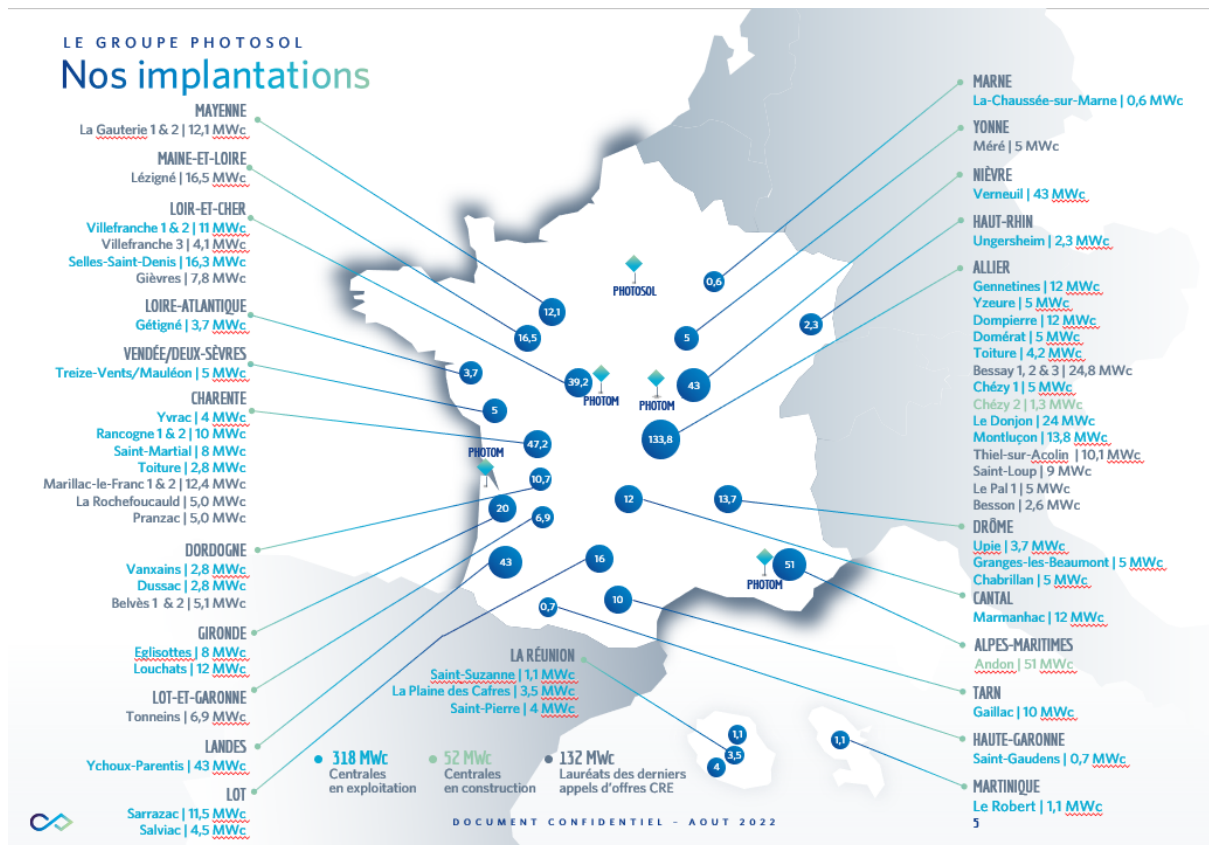 LE GROUPE PHOTOSOL
Nos implantations
MAYENNE
La Gauterie 1 & 2 | 12,1 MWc
MAINE-ET-LOIRE
Lézigné | 16,5 MWc
LOIR-ET-CHER
Villefranche 1 & 2 | 11 MWc
Villefranche 3 | 4,1 MWc
Selles-Saint-Denis | 16,3 MWc
Gièvres | 7,8 MWc
LOIRE-ATLANTIQUE
Gétigné | 3,7 MWc
VENDÉE/DEUX-SÈVRES
Treize-Vents/Mauléon | 5 MWc
CHARENTE
Yvrac | 4 MWc
Rancogne 1 & 2 | 10 MWc
Saint-Martial | 8 MWc
Toiture | 2,8 MWc
Marillac-le-Franc 1 & 2 | 12,4 MWc
La Rochefoucauld | 5,0 MWc
Pranzac | 5,0 MWc
DORDOGNE
Vanxains | 2,8 MWc
Dussac | 2,8 MWc
Belvès 1 & 2 | 5,1 MWc
GIRONDE
Eglisottes | 8 MWc
Louchats | 12 MWc
LOT-ET-GARONNE
Tonneins | 6,9 MWc
LANDES
Ychoux-Parentis | 43 MWc
LOT
Sarrazac | 11,5 MWc
Salviac | 4,5 MWc
0,6
PHOTOSOL
12,1
2,3
16,5
5
3,7
39,2
PHOTOM
PHOTOM
43
5
47,2
133,8
PHOTOM
10,7
12
13,7
20
6,9
43
16
PHOTOM
51
0,7
10
LA RÉUNION
Saint-Suzanne | 1,1 MWc
La Plaine des Cafres | 3,5 MWc
Saint-Pierre | 4 MWc
1,1
3,5
4
1,1
318 MWc
Centrales
en exploitation
52 MWc
Centrales
en construction
132 MWc
Lauréats des derniers
appels d'offres CRE
MARNE
La-Chaussée-sur-Marne | 0,6 MWc
YONNE
Méré | 5 MWc
NIÈVRE
Verneuil | 43 MWc
HAUT-RHIN
Ungersheim | 2,3 MWc
ALLIER
Gennetines | 12 MWc
Yzeure | 5 MWc
Dompierre | 12 MWc
Domérat | 5 MWc
Toiture | 4,2 MWc
Bessay 1, 2 & 3 | 24,8 MWc
Chézy 1 | 5 MWc
Chézy 2 | 1,3 MWc
Le Donjon | 24 MWc
Montluçon | 13,8 MWc
Thiel-sur-Acolin | 10,1 MWc
Saint-Loup | 9 MWc
Le Pal 1 | 5 MWc
Besson | 2,6 MWc
DRÔME
Upie | 3,7 MWc
Granges-les-Beaumont | 5 MWc
Chabrillan | 5 MWc
CANTAL
Marmanhac | 12 MWc
ALPES-MARITIMES
Andon | 51 MWc
TARN
Gaillac | 10 MWc
HAUTE-GARONNE
Saint-Gaudens | 0,7 MWc
MARTINIQUE
Le Robert | 1,1 MWc
DOCUMENT CONFIDENTIEL - AOUT 2022
5